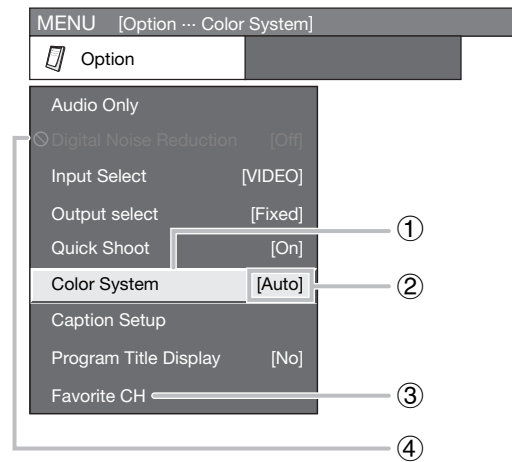 MENU [Option ··· Color System]
Option
Audio Only
Digital Noise Reduction [Off]
Input Select [VIDEO]
Output select [Fixed]
Quick Shoot [On]
Color System [Auto]
Caption Setup
Program Title Display [No]
Favorite CH
①
②
③
④